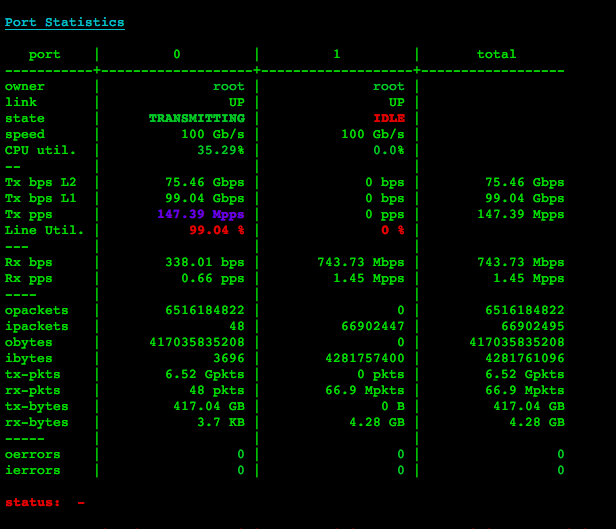 Port Statistics
port | 0 | 1 | total
-----------+-------------------+-------------------+------------------
owner | root | root |
link | UP | UP |
state | TRANSMITTING | IDLE |
speed | 100 Gb/s | 100 Gb/s |
CPU util. | 35.29% | 0.0% |
-- | | |
Tx bps L2 | 75.46 Gbps | 0 bps | 75.46 Gbps
Tx bps L1 | 99.04 Gbps | 0 bps | 99.04 Gbps
Tx pps | 147.39 Mpps | 0 pps | 147.39 Mpps
Line Util. | 99.04 % | 0 % |
--- | | |
Rx bps | 338.01 bps | 743.73 Mbps | 743.73 Mbps
Rx pps | 0.66 pps | 1.45 Mpps | 1.45 Mpps
---- | | |
opackets | 6516184822 | 0 | 6516184822
ipackets | 48 | 66902447 | 66902495
obytes | 417035835208 | 0 | 417035835208
ibytes | 3696 | 4281757400 | 4281761096
tx-pkts | 6.52 Gpkts | 0 pkts | 6.52 Gpkts
rx-pkts | 48 pkts | 66.9 Mpkts | 66.9 Mpkts
tx-bytes | 417.04 GB | 0 B | 417.04 GB
rx-bytes | 3.7 KB | 4.28 GB | 4.28 GB
----- | | |
oerrors | 0 | 0 | 0
ierrors | 0 | 0 | 0
status: -